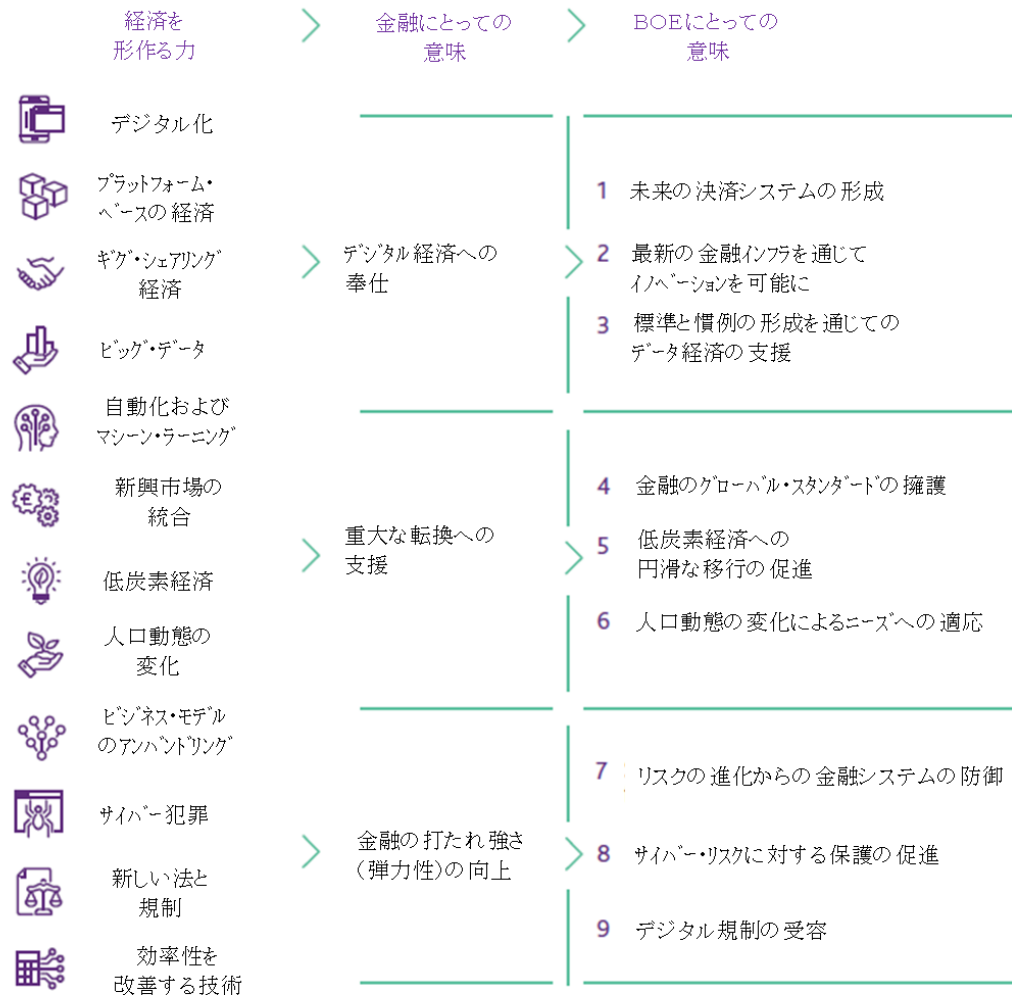 経済を
形作る力
金融にとっての
意味
BOEにとっての
意味
デジタル化
プラットフォーム・
ベースの経済
ギグ・シェアリング
経済
ビッグ・データ
自動化および
マシーン・ラーニング
新興市場の
統合
低炭素経済
人口動態の
変化
ビジネス・モデル
のアンバンドリング
サイバー犯罪
新しい法と
規制
効率性を
改善する技術
デジタル経済への
奉仕
重大な転換への
支援
金融の打たれ強さ
(弾力性)の向上
1 未来の決済システムの形成
2 最新の金融インフラを通じて
イノベーションを可能に
3 標準と慣例の形成を通じての
データ経済の支援
4 金融のグローバル・スタンダードの擁護
5 低炭素経済への
円滑な移行の促進
6 人口動態の変化によるニーズへの適応
7 リスクの進化からの金融システムの防御
8 サイバー・リスクに対する保護の促進
9 デジタル規制の受容